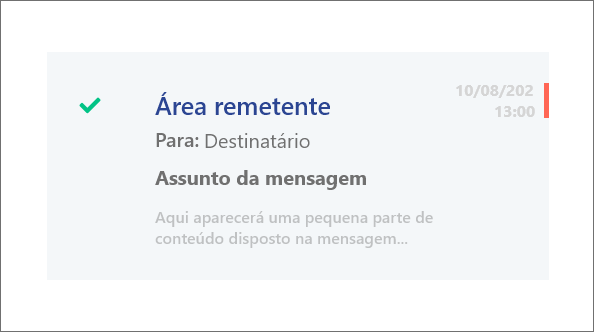 10/08/202
13:00
Área remetente
Para: Destinatário
Assunto da mensagem
Aqui aparecerá uma pequena parte de
conteúdo disposto na mensagem...